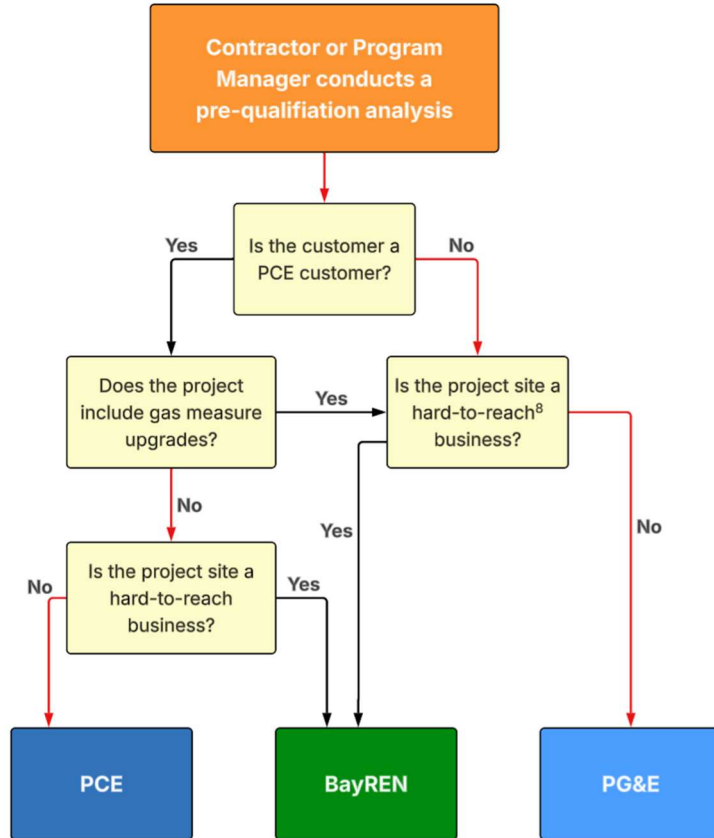 Contractor or Program
Manager conducts a
pre-qualifiation analysis
Yes
Is the customer a
PCE customer?
No
Does the project
include gas measure
upgrades?
Yes
Is the project site a
hard-to-reach⁸
business?
No
Yes
No
No
Is the project site a
hard-to-reach
business?
Yes
PCE
BayREN
PG&E